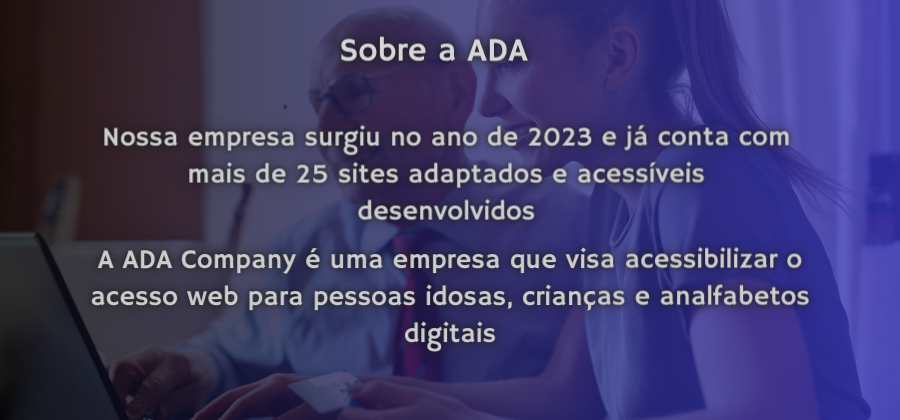 Sobre a ADA
Nossa empresa surgiu no ano de 2023 e já conta com
mais de 25 sites adaptados e acessíveis
desenvolvidos
A ADA Company é uma empresa que visa acessibilizar o
acesso web para pessoas idosas, crianças e analfabetos
digitais